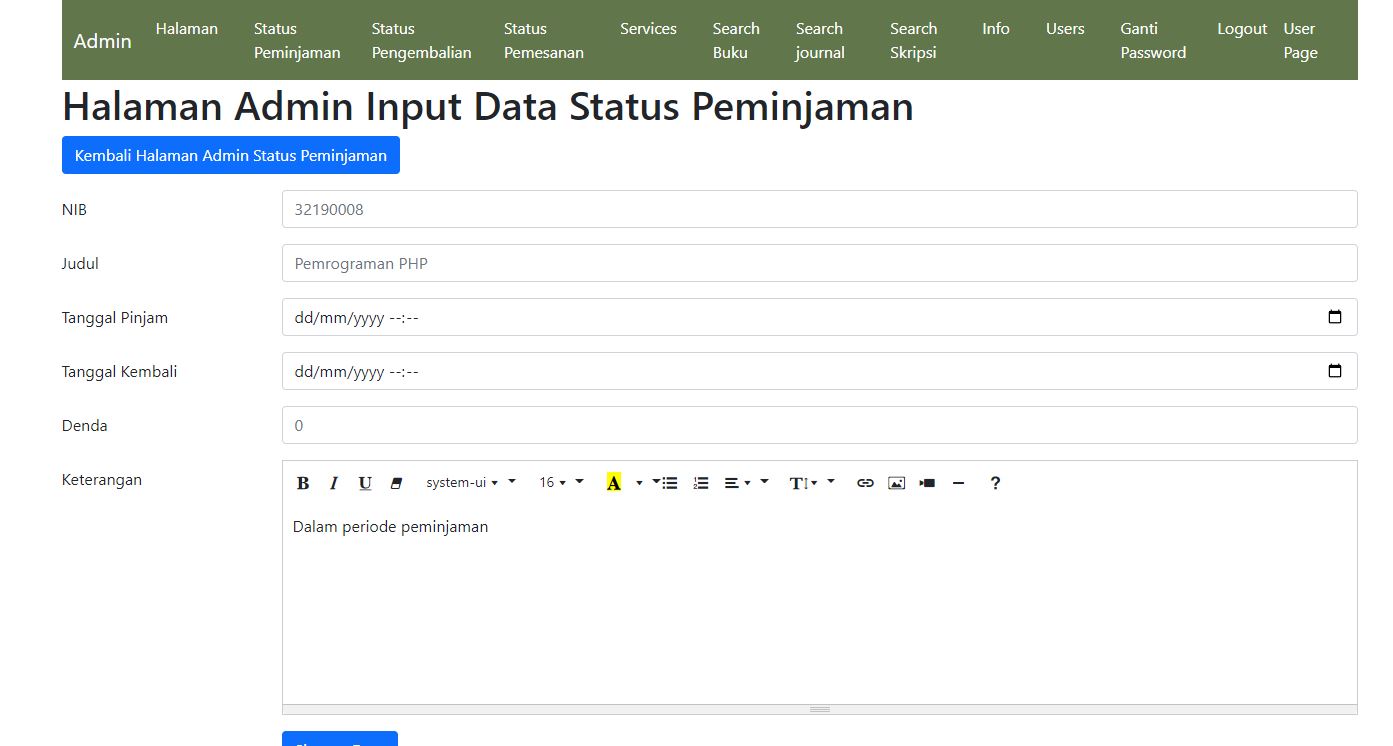 Admin
Halaman
Status Peminjaman
Status Pengembalian
Status Pemesanan
Services
Search Buku
Search journal
Search Skripsi
Info
Users
Ganti Password
Logout
User Page
Halaman Admin Input Data Status Peminjaman
Kembali Halaman Admin Status Peminjaman
NIB
32190008
Judul
Pemrograman PHP
Tanggal Pinjam
dd/mm/yyyy --:--
Tanggal Kembali
dd/mm/yyyy --:--
Denda
0
Keterangan
B I U system-ui 16 A T ?
Dalam periode peminjaman